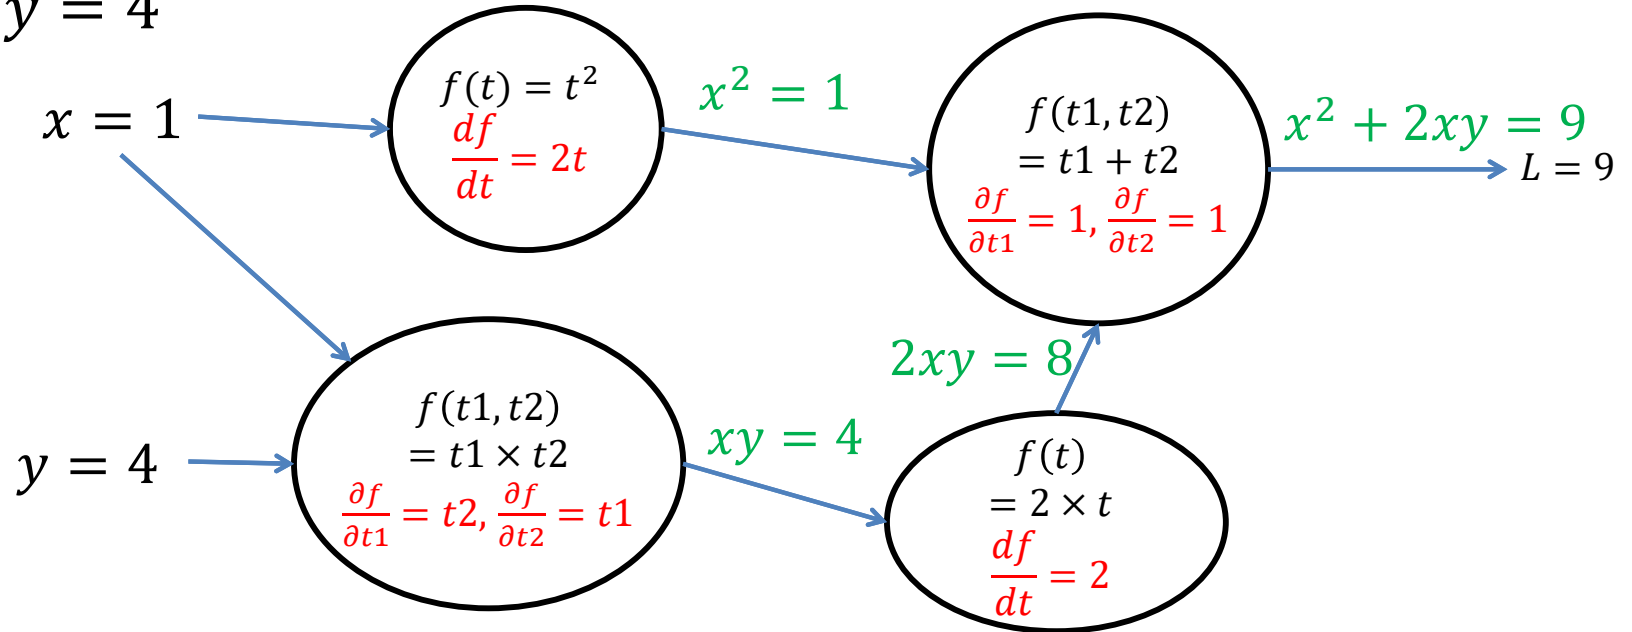 y = 4
x = 1
f(t) = t²
df/dt = 2t
x² = 1
f(t1, t2)
= t1 + t2
∂f/∂t1 = 1, ∂f/∂t2 = 1
x² + 2xy = 9
L = 9
y = 4
f(t1, t2)
= t1 × t2
∂f/∂t1 = t2, ∂f/∂t2 = t1
xy = 4
2xy = 8
f(t)
= 2 × t
df/dt = 2